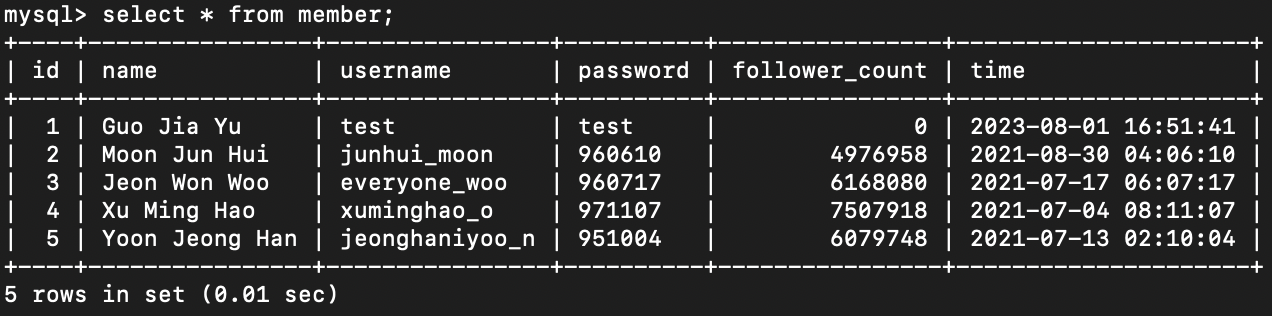 mysql> select * from member;
+----+----------------+-----------------+----------+----------------+---------------------+
| id | name           | username        | password | follower_count | time                |
+----+----------------+-----------------+----------+----------------+---------------------+
|  1 | Guo Jia Yu     | test            | test     |              0 | 2023-08-01 16:51:41 |
|  2 | Moon Jun Hui   | junhui_moon     | 960610   |        4976958 | 2021-08-30 04:06:10 |
|  3 | Jeon Won Woo   | everyone_woo    | 960717   |        6168080 | 2021-07-17 06:07:17 |
|  4 | Xu Ming Hao    | xuminghao_o     | 971107   |        7507918 | 2021-07-04 08:11:07 |
|  5 | Yoon Jeong Han | jeonghaniyoo_n | 951004   |        6079748 | 2021-07-13 02:10:04 |
+----+----------------+-----------------+----------+----------------+---------------------+
5 rows in set (0.01 sec)